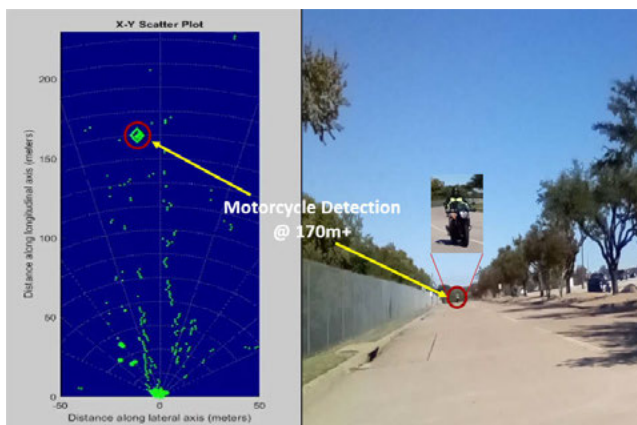 X-Y Scatter Plot
Distance along longitudinal axis (meters)
200
150
100
50
0
-50
0
50
Distance along lateral axis (meters)
Motorcycle Detection
@ 170m+